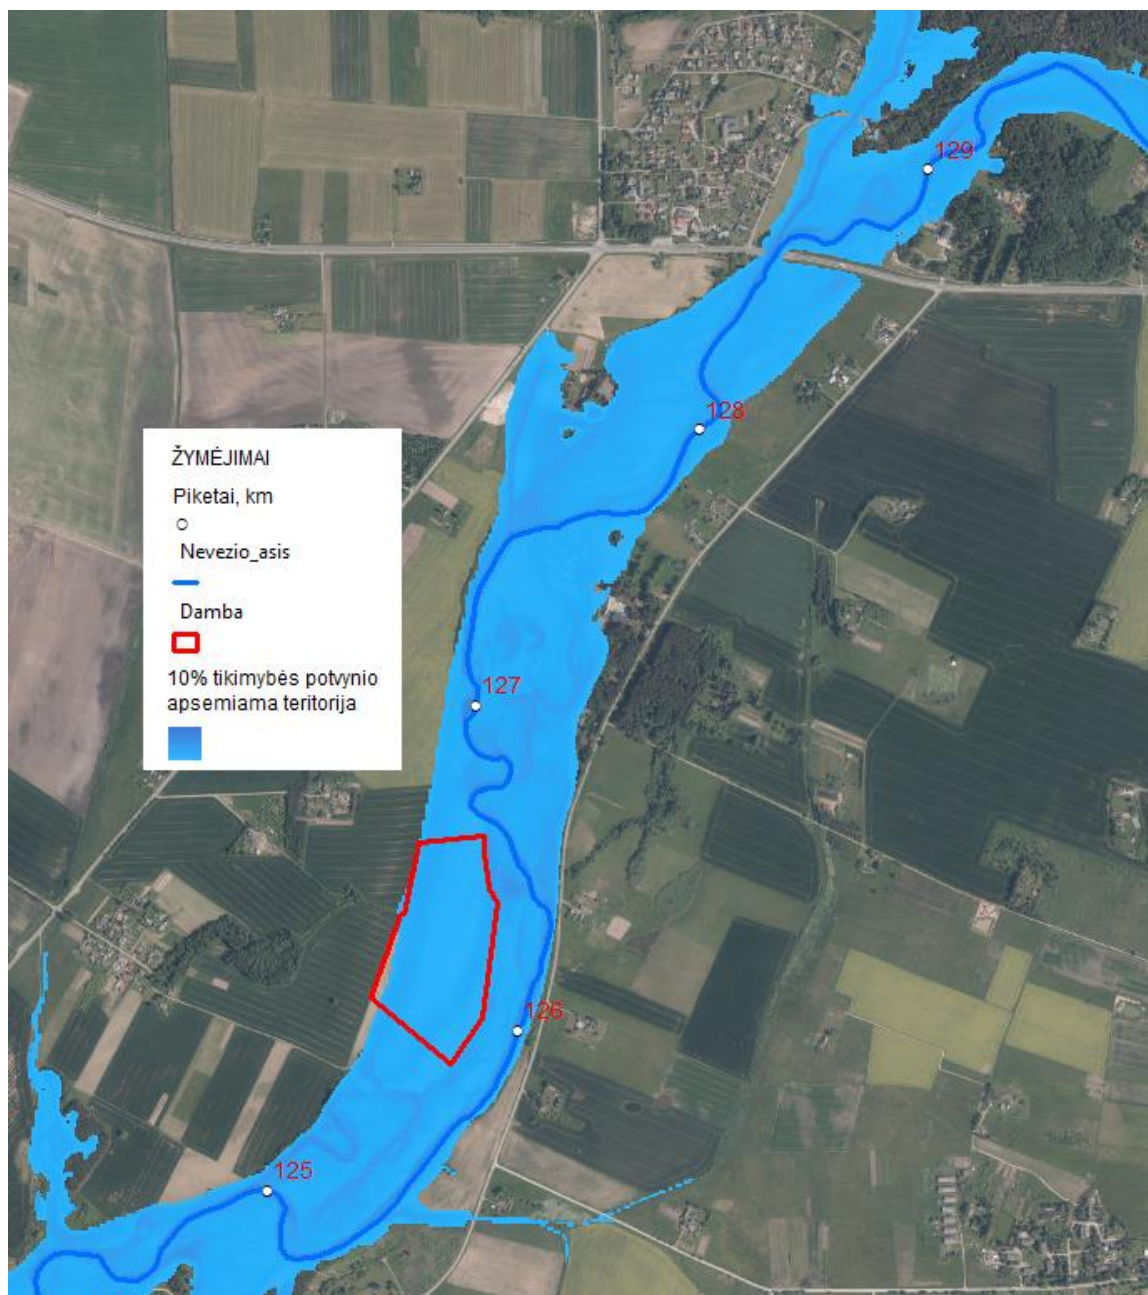 129
128
ŽYMĖJIMAI
Piketai, km
Nevezio_asis
Damba
10% tikimybės potvynio
apsemiama teritorija
127
126
125